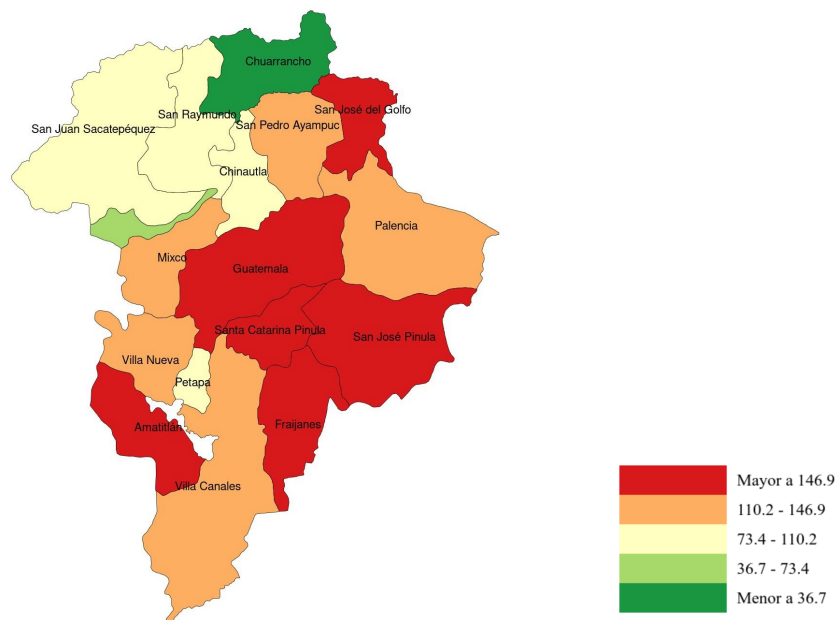 Chuarrancho
San José del Golfo
San Raymundo
San Pedro Ayampuc
San Juan Sacatepéquez
Chinautla
Palencia
Mixco
Guatemala
Santa Catarina Pinula
San José Pinula
Villa Nueva
Petapa
Amatitlán
Fraijanes
Villa Canales
Mayor a 146.9
110.2 - 146.9
73.4 - 110.2
36.7 - 73.4
Menor a 36.7